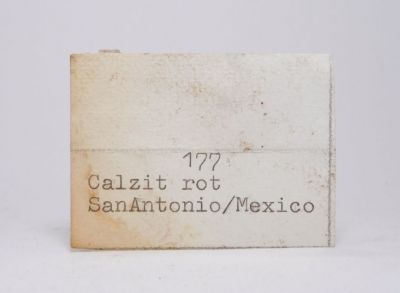 177
Calzit rot
SanAntonio/Mexico